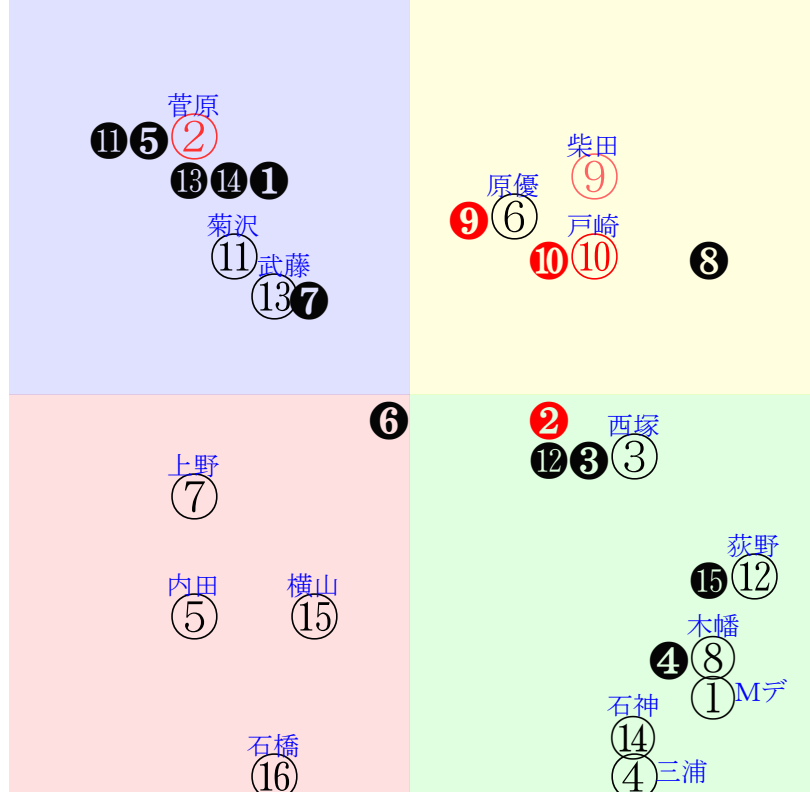 菅原
⓫❺②
柴田
⓭⓮❶
⑨
原優
❾⑥
菊沢
戸崎
⑪
❿⑩
❽
武藤
⑬❼
❻
❷
西塚
⓬❸③
上野
⑦
荻野
⓯⑫
内田
横山
⑤
⑮
木幡
❹⑧
①Mデ
石神
⑭
石橋
⑯
④三浦